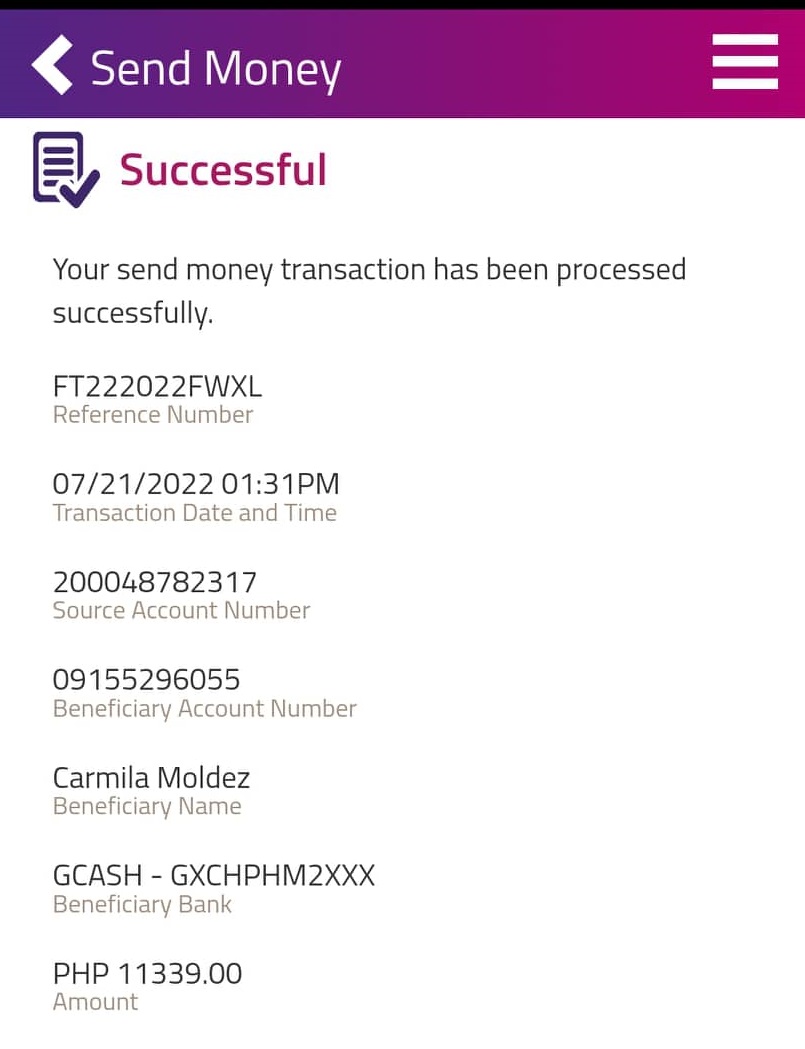 Send Money
Successful
Your send money transaction has been processed
successfully.
FT222022FWXL
Reference Number
07/21/2022 01:31PM
Transaction Date and Time
200048782317
Source Account Number
09155296055
Beneficiary Account Number
Carmila Moldez
Beneficiary Name
GCASH - GXCHPHM2XXX
Beneficiary Bank
PHP 11339.00
Amount